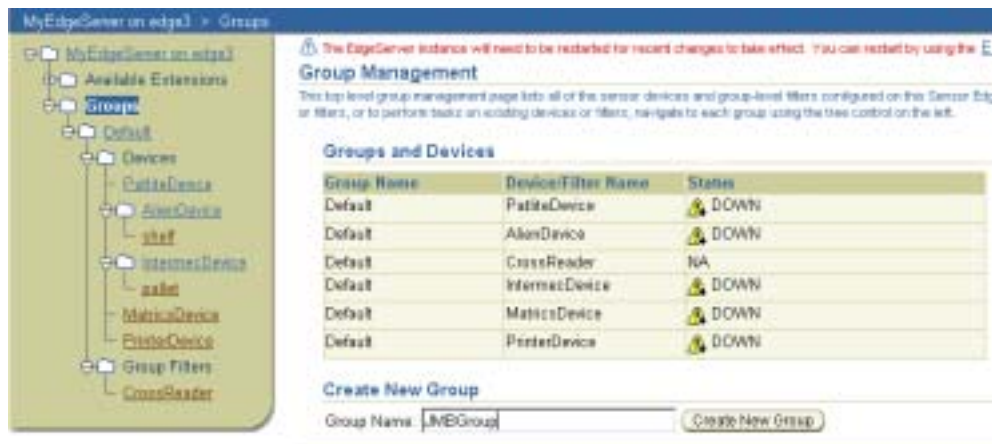 MyEdgeServer on edge3 > Groups
MyEdgeServer on edge3
Available Extensions
Groups
Default
Devices
PatliteDevice
AlienDevice
shelf
IntermecDevice
pallet
MatricsDevice
PrinterDevice
Group Filters
CrossReader
The EdgeServer instance will need to be restarted for recent changes to take effect. You can restart by using the E
Group Management
This top level group management page lists all of the sensor devices and group-level filters configured on this Sensor Edg
or filters, or to perform tasks on existing devices or filters, navigate to each group using the tree control on the left.
Groups and Devices
Group Name Device/Filter Name Status
Default PatliteDevice DOWN
Default AlienDevice DOWN
Default CrossReader NA
Default IntermecDevice DOWN
Default MatricsDevice DOWN
Default PrinterDevice DOWN
Create New Group
Group Name: JMBGroup Create New Group